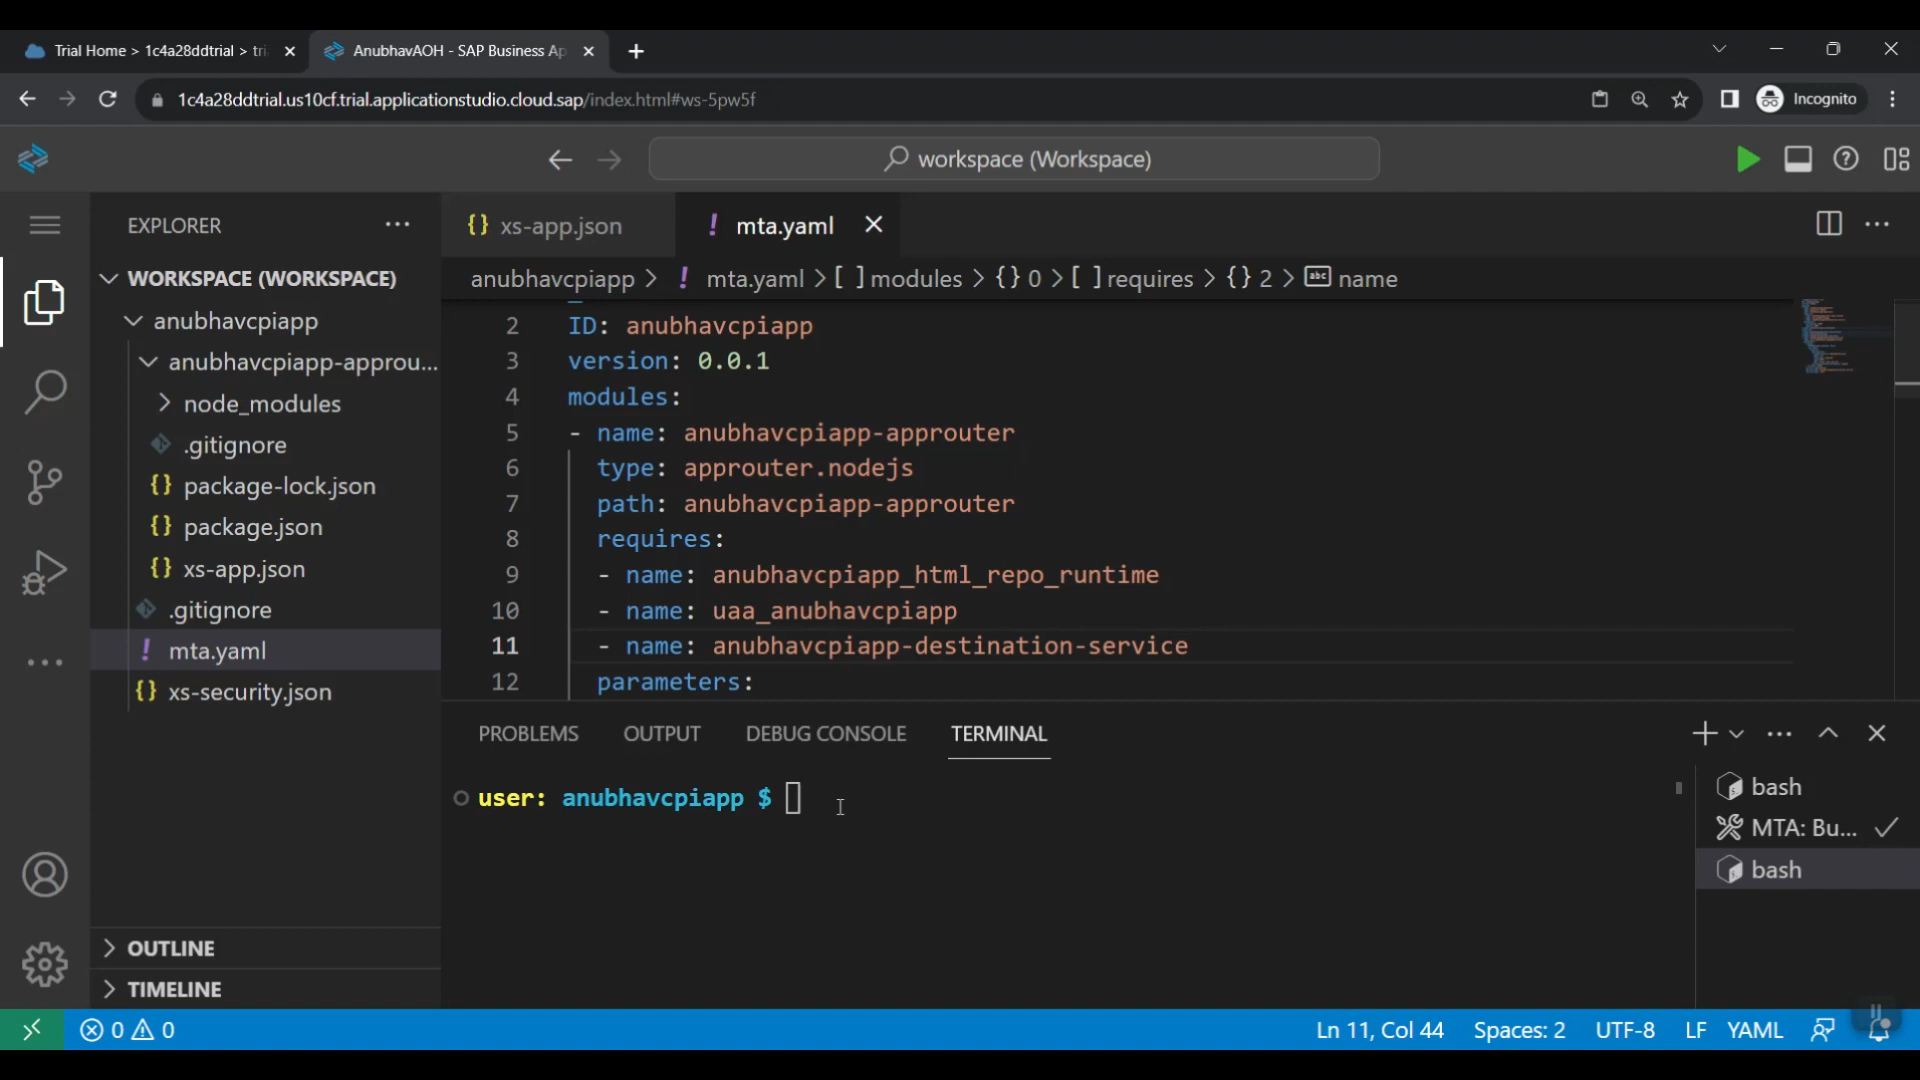 Trial Home > 1c4a28ddtrial > tri
AnubhavAOH - SAP Business Ap
1c4a28ddtrial.us10cf.trial.applicationstudio.cloud.sap/index.html#ws-5pw5f
Incognito
workspace (Workspace)
EXPLORER
WORKSPACE (WORKSPACE)
anubhavcpiapp
anubhavcpiapp-approu...
node_modules
.gitignore
package-lock.json
package.json
xs-app.json
.gitignore
mta.yaml
xs-security.json
OUTLINE
TIMELINE
xs-app.json
mta.yaml
anubhavcpiapp > ! mta.yaml > [ ] modules > {} 0 > [ ] requires > {} 2 > abc name
2 ID: anubhavcpiapp
3 version: 0.0.1
4 modules:
5 - name: anubhavcpiapp-approuter
6 type: approuter.nodejs
7 path: anubhavcpiapp-approuter
8 requires:
9 - name: anubhavcpiapp_html_repo_runtime
10 - name: uaa_anubhavcpiapp
11 - name: anubhavcpiapp-destination-service
12 parameters:
PROBLEMS OUTPUT DEBUG CONSOLE TERMINAL
user: anubhavcpiapp $
bash
MTA: Bu...
bash
0 0
Ln 11, Col 44 Spaces: 2 UTF-8 LF YAML